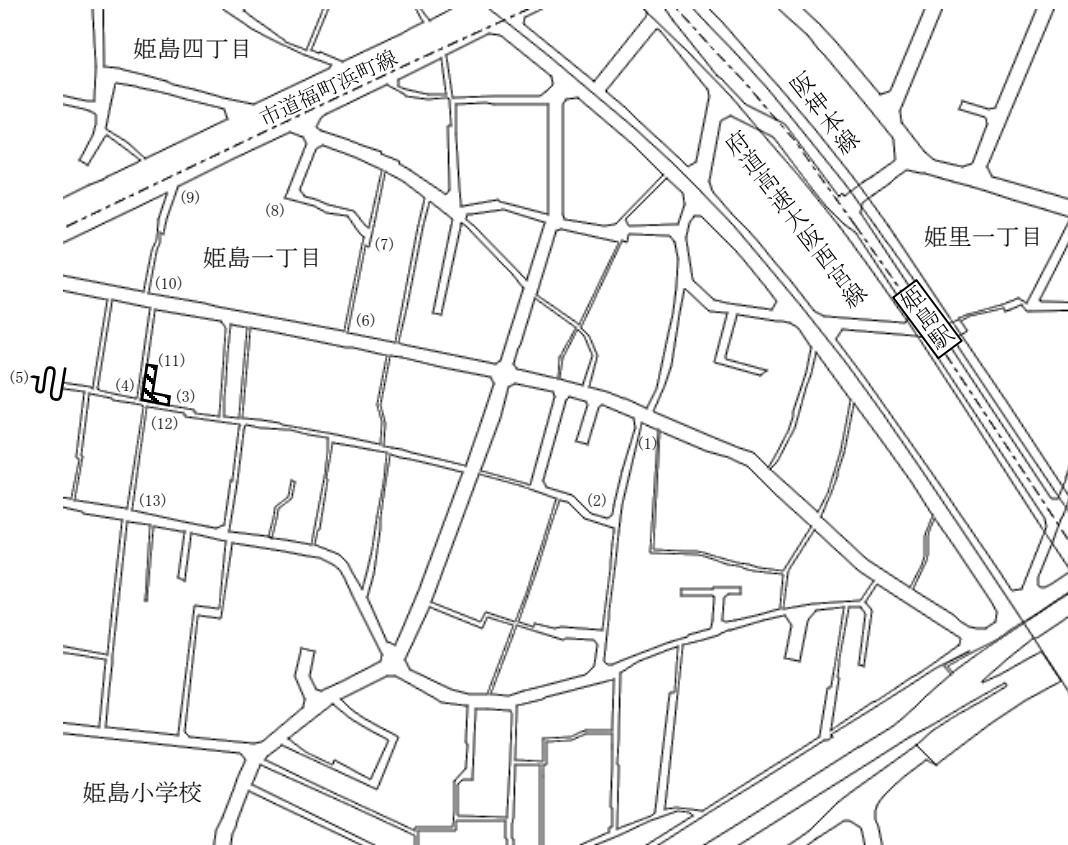 姫島四丁目
市道福町浜町線
阪神本線
府道高速大阪西宮線
(9)
(8)
(7)
姫里一丁目
姫島一丁目
(10)
姫島駅
(6)
(11)
(5)
(4)
(3)
(12)
(1)
(13)
(2)
姫島小学校